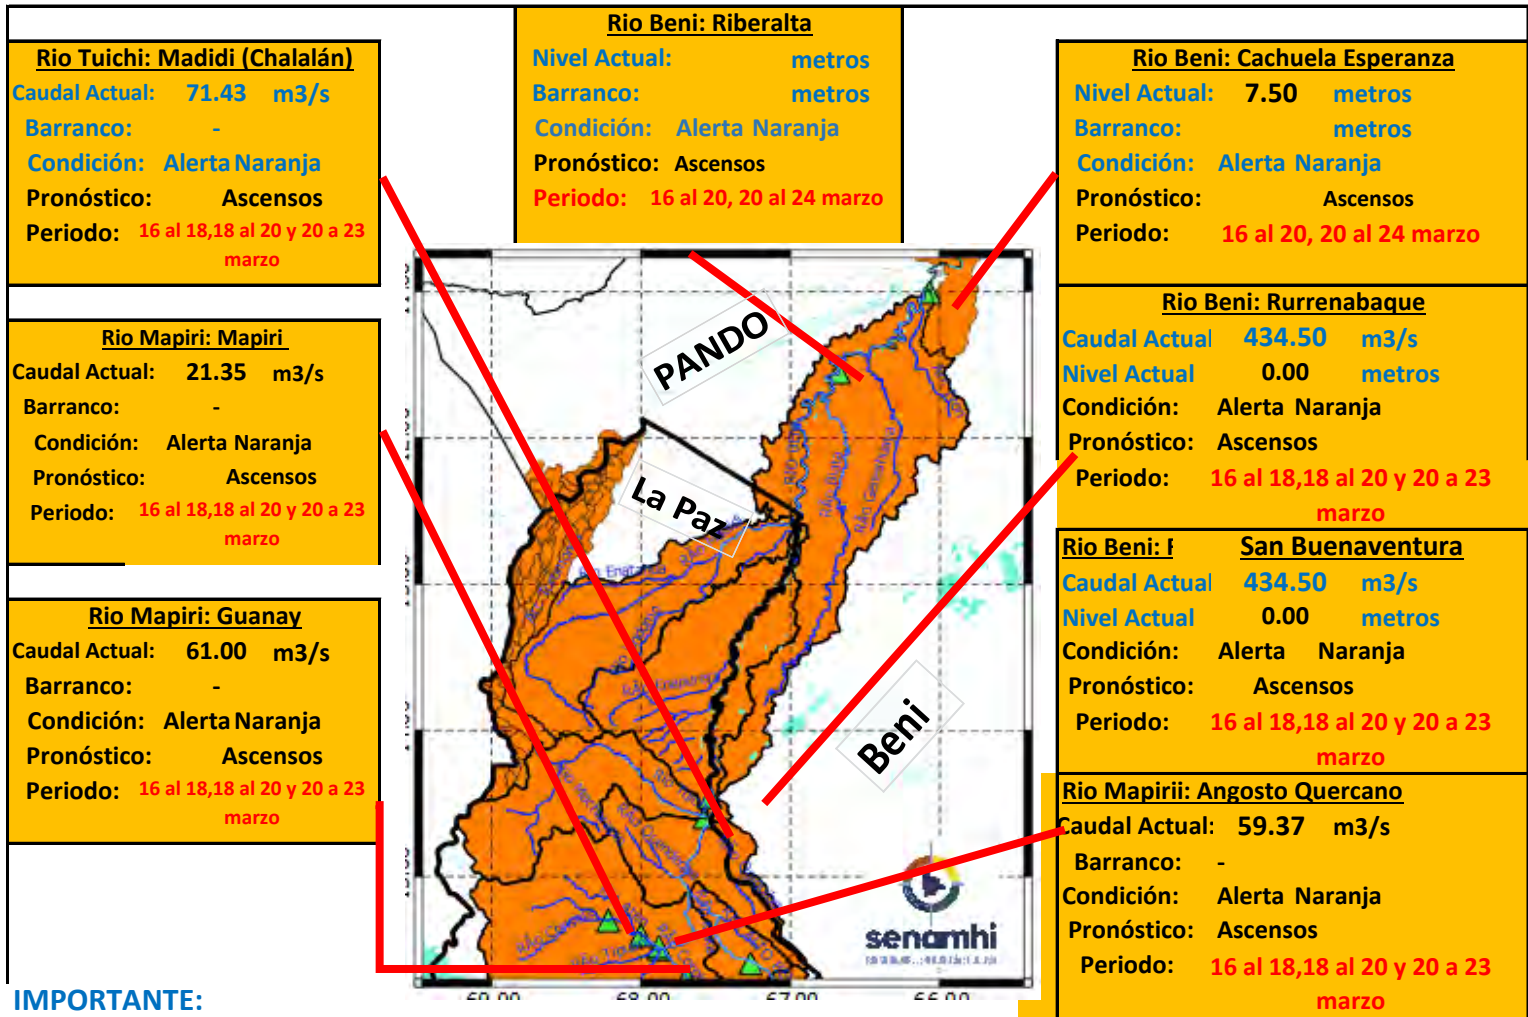 Rio Tuichi: Madidi (Chalalán)
Caudal Actual: 71.43 m3/s
Barranco: -
Condición: Alerta Naranja
Pronóstico: Ascensos
Periodo: 16 al 18,18 al 20 y 20 a 23
marzo
Rio Mapiri: Mapiri
Caudal Actual: 21.35 m3/s
Barranco: -
Condición: Alerta Naranja
Pronóstico: Ascensos
Periodo: 16 al 18,18 al 20 y 20 a 23
marzo
Rio Mapiri: Guanay
Caudal Actual: 61.00 m3/s
Barranco: -
Condición: Alerta Naranja
Pronóstico: Ascensos
Periodo: 16 al 18,18 al 20 y 20 a 23
marzo
IMPORTANTE:
Rio Beni: Riberalta
Nivel Actual: metros
Barranco: metros
Condición: Alerta Naranja
Pronóstico: Ascensos
Periodo: 16 al 20, 20 al 24 marzo
PANDO
La Paz
Beni
senamhi
69.00 68.00 67.00 66.00
Rio Beni: Cachuela Esperanza
Nivel Actual: 7.50 metros
Barranco: metros
Condición: Alerta Naranja
Pronóstico: Ascensos
Periodo: 16 al 20, 20 al 24 marzo
Rio Beni: Rurrenabaque
Caudal Actual 434.50 m3/s
Nivel Actual 0.00 metros
Condición: Alerta Naranja
Pronóstico: Ascensos
Periodo: 16 al 18,18 al 20 y 20 a 23
marzo
Rio Beni: San Buenaventura
Caudal Actual 434.50 m3/s
Nivel Actual 0.00 metros
Condición: Alerta Naranja
Pronóstico: Ascensos
Periodo: 16 al 18,18 al 20 y 20 a 23
marzo
Rio Mapirii: Angosto Quercano
Caudal Actual: 59.37 m3/s
Barranco: -
Condición: Alerta Naranja
Pronóstico: Ascensos
Periodo: 16 al 18,18 al 20 y 20 a 23
marzo